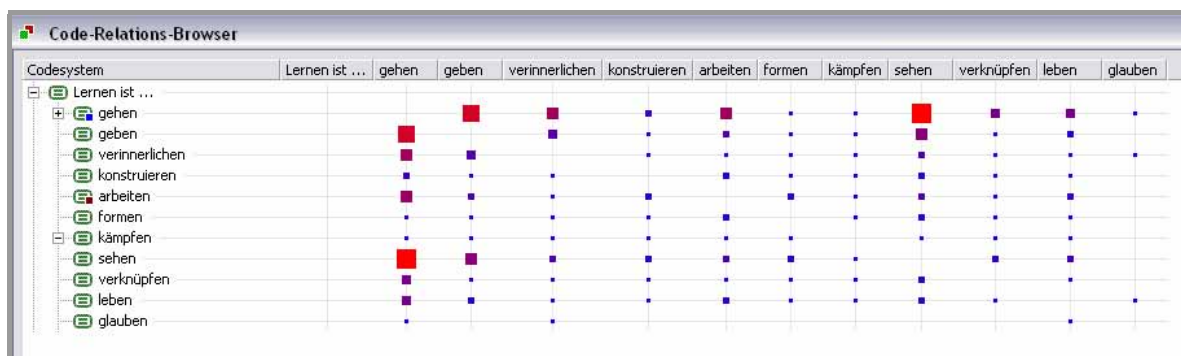 Code-Relations-Browser
Codesystem Lernen ist ... gehen geben verinnerlichen konstruieren arbeiten formen kämpfen sehen verknüpfen leben glauben
Lernen ist ...
gehen
geben
verinnerlichen
konstruieren
arbeiten
formen
kämpfen
sehen
verknüpfen
leben
glauben